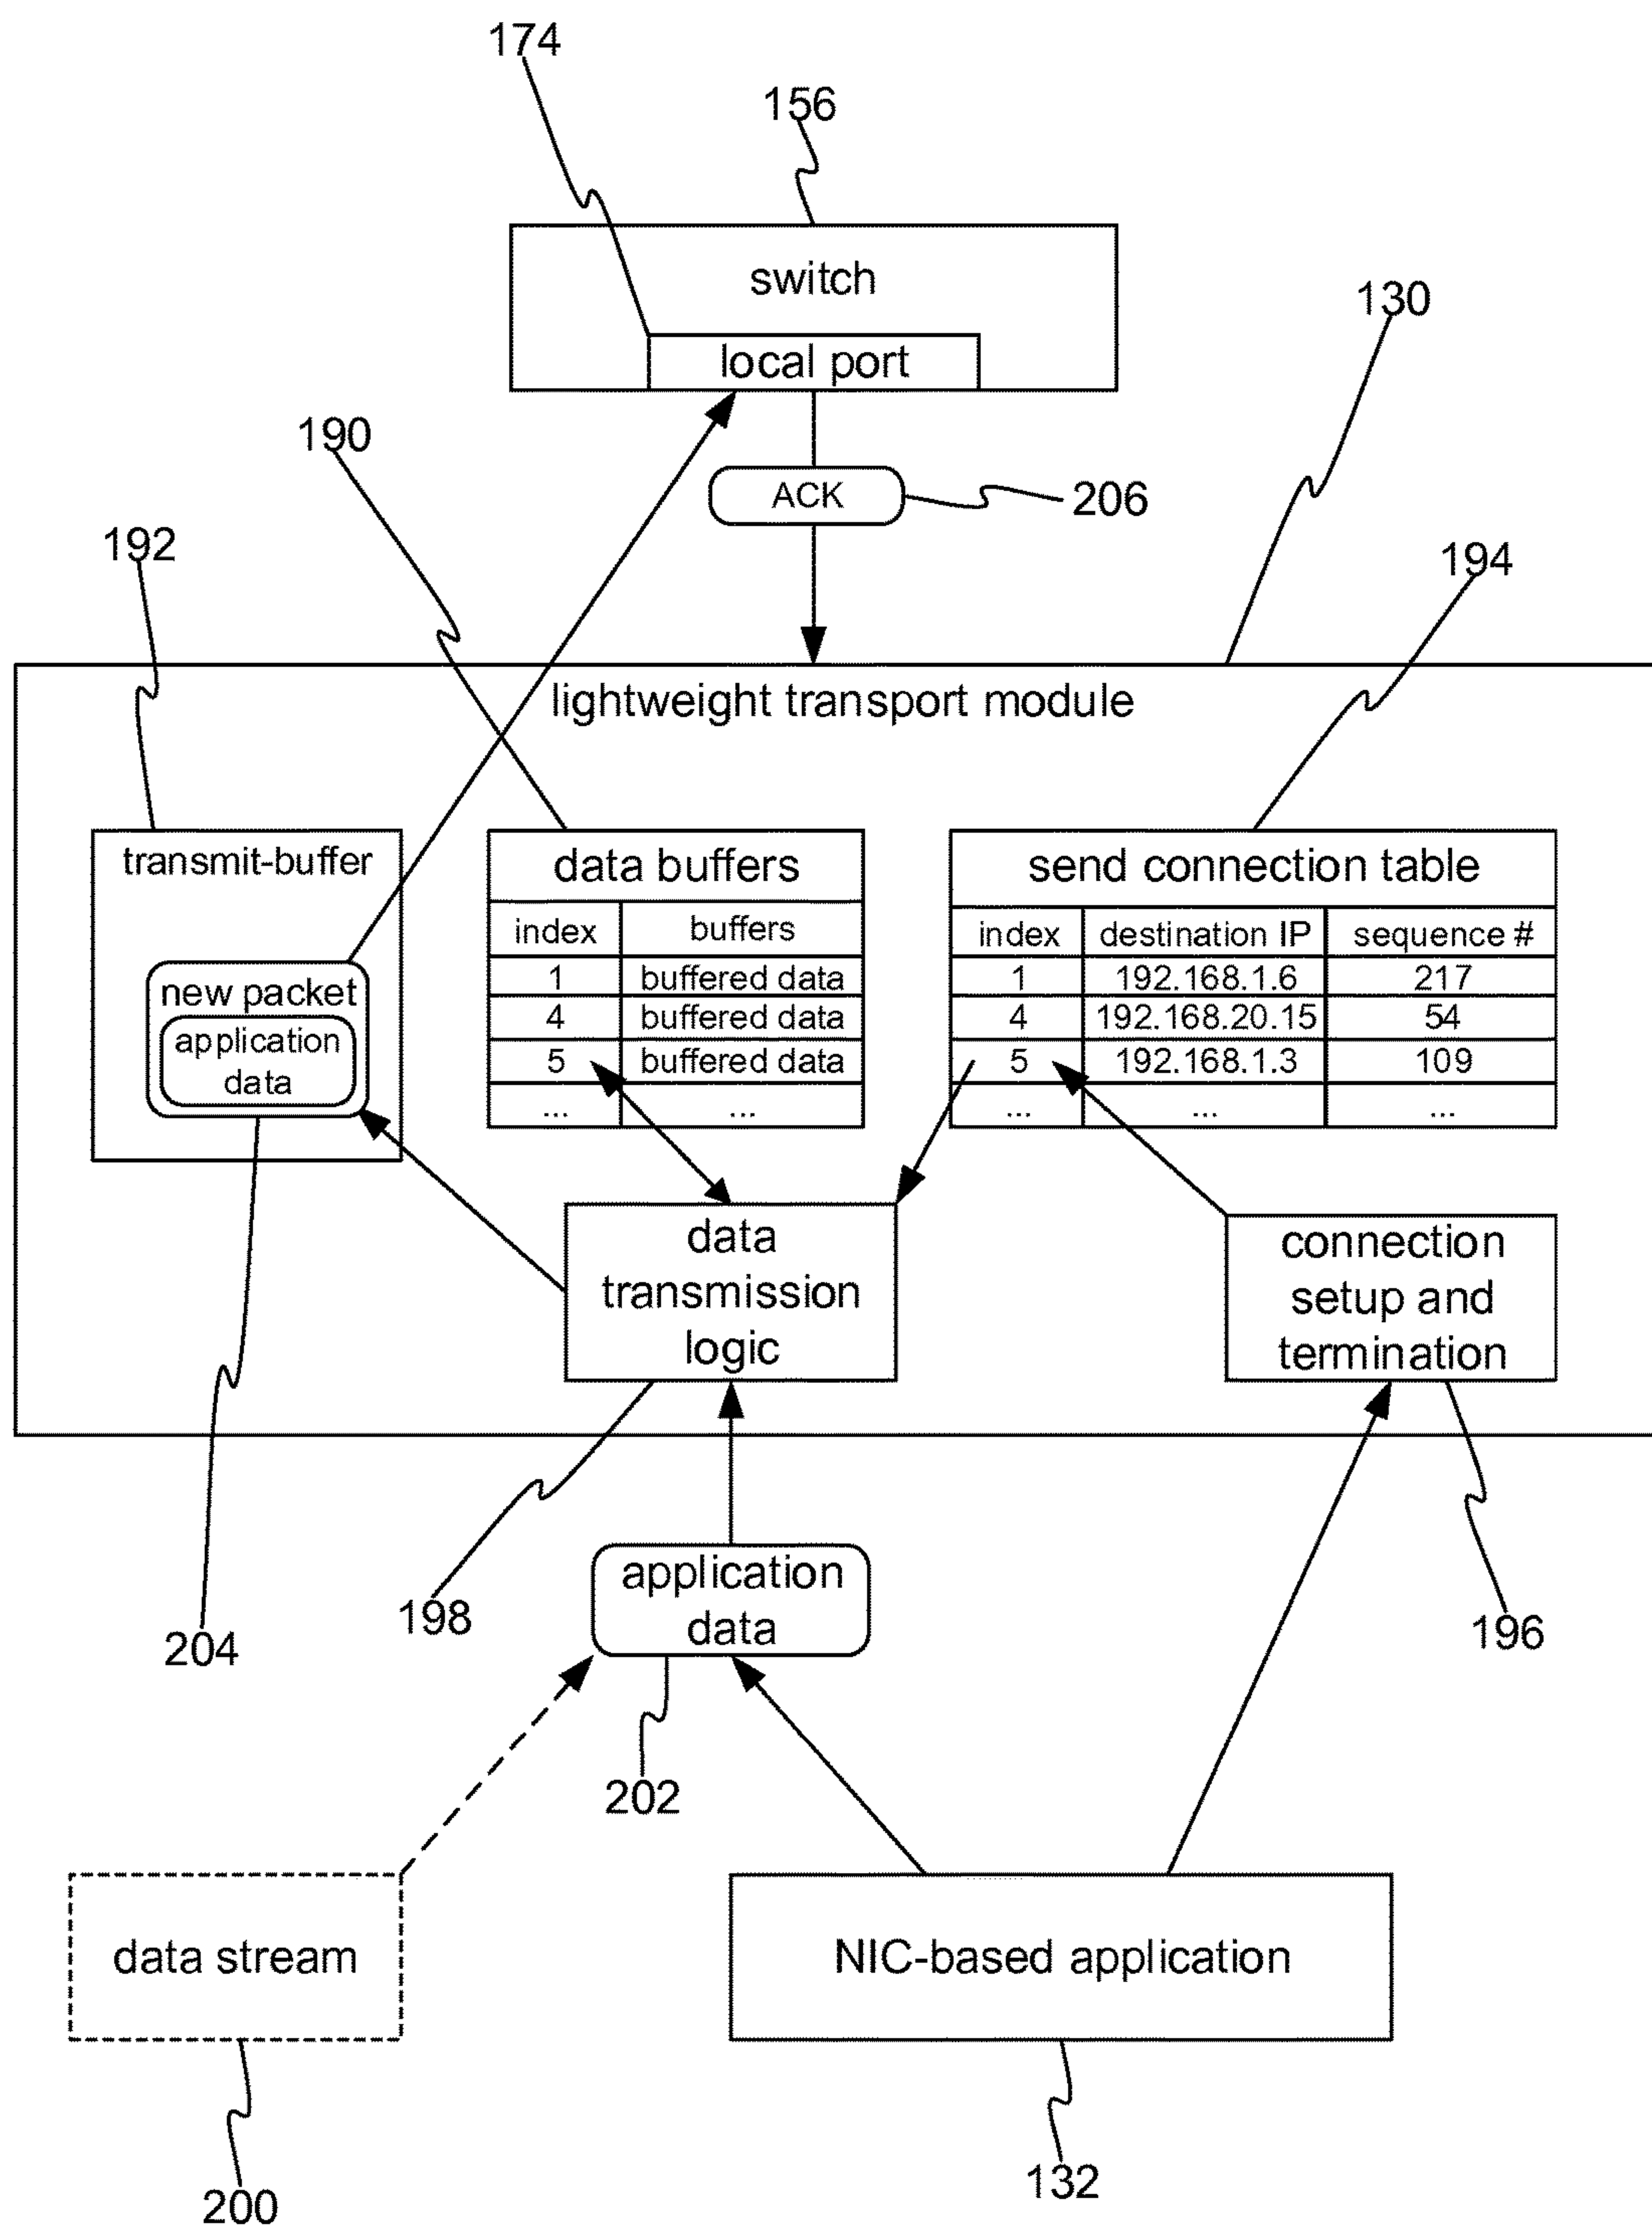 174
156
switch
130
local port
190
ACK
206
192
194
lightweight transport module
transmit-buffer
data buffers
send connection table
index buffers
index destination IP sequence #
new packet
1 buffered data
1 192.168.1.6 217
4 buffered data
4 192.168.20.15 54
application
data
5 buffered data
5 192.168.1.3 109
... ...
... ... ...
data
transmission
logic
connection
setup and
termination
application
data
198
204
196
202
data stream
NIC-based application
132
200